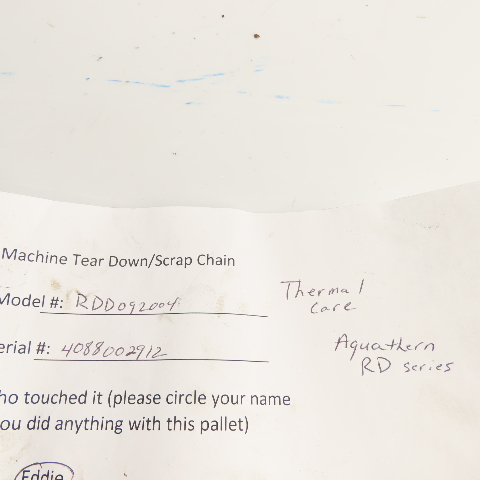 Machine Tear Down/Scrap Chain
Model #: RDD092004
Thermal
Care
erial #: 4088002912
Aquathern
RD series
ho touched it (please circle your name
ou did anything with this pallet)
Eddie